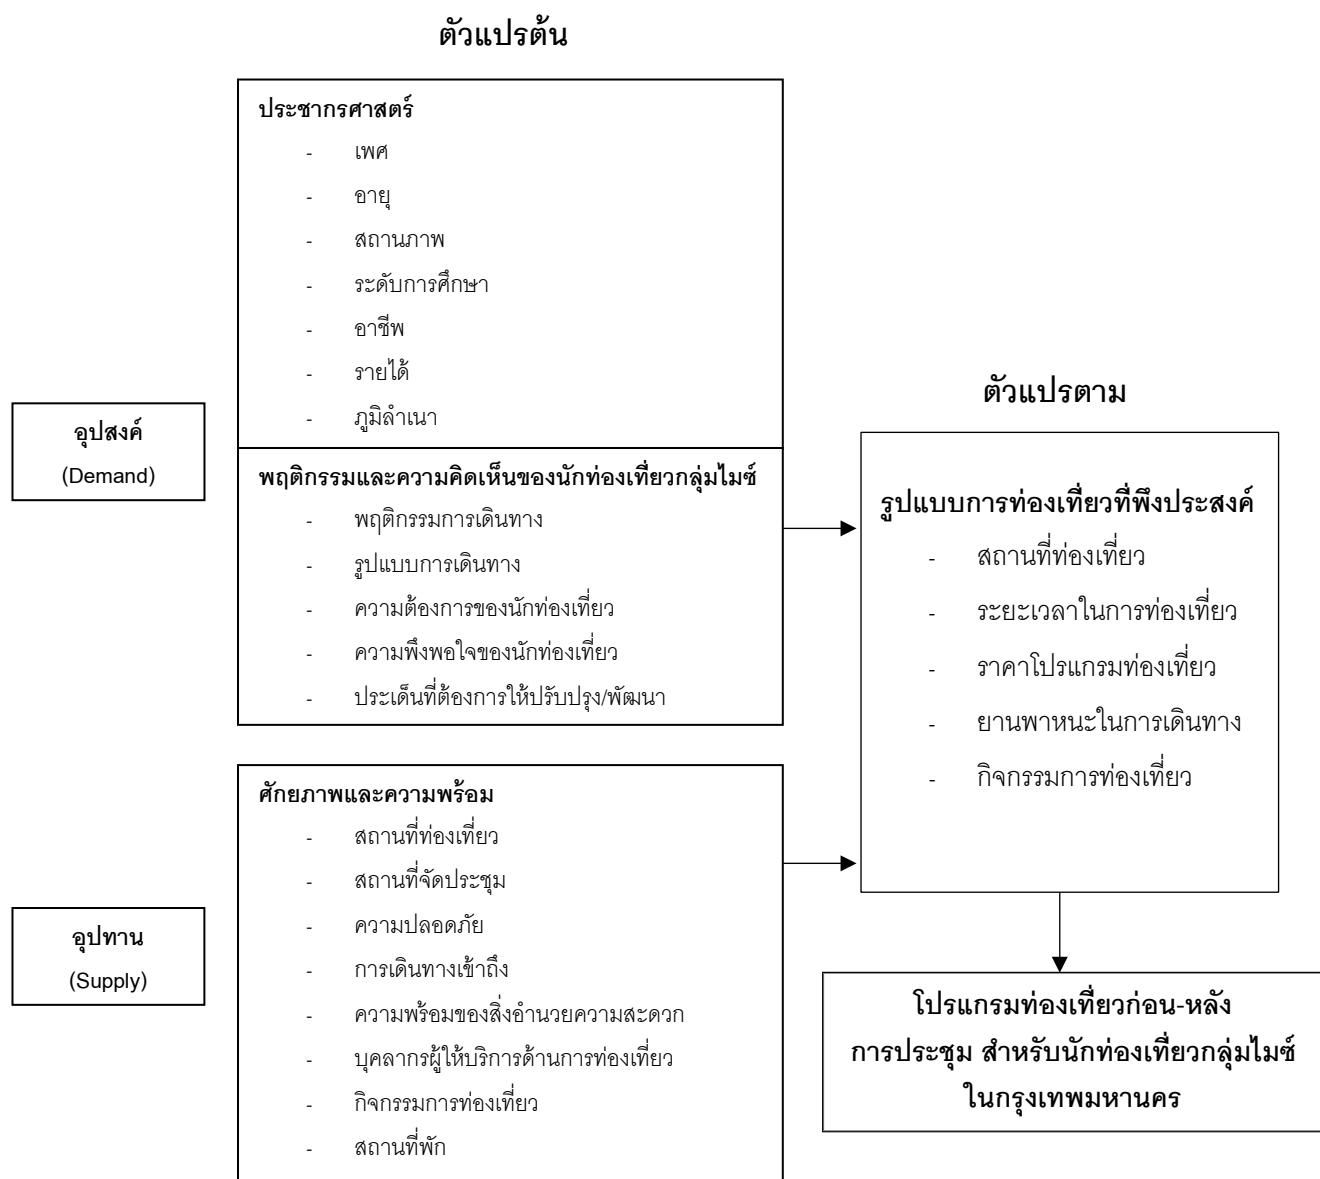 ตัวแปรต้น
ประชากรศาสตร์
- เพศ
- อายุ
- สถานภาพ
- ระดับการศึกษา
- อาชีพ
- รายได้
- ภูมิลำเนา
อุปสงค์
(Demand)
พฤติกรรมและความคิดเห็นของนักท่องเที่ยวกลุ่มไมซ์
- พฤติกรรมการเดินทาง
- รูปแบบการเดินทาง
- ความต้องการของนักท่องเที่ยว
- ความพึงพอใจของนักท่องเที่ยว
- ประเด็นที่ต้องการให้ปรับปรุง/พัฒนา
ศักยภาพและความพร้อม
- สถานที่ท่องเที่ยว
- สถานที่จัดประชุม
- ความปลอดภัย
- การเดินทางเข้าถึง
- ความพร้อมของสิ่งอำนวยความสะดวก
- บุคลากรผู้ให้บริการด้านการท่องเที่ยว
- กิจกรรมการท่องเที่ยว
- สถานที่พัก
อุปทาน
(Supply)
ตัวแปรตาม
รูปแบบการท่องเที่ยวที่พึงประสงค์
- สถานที่ท่องเที่ยว
- ระยะเวลาในการท่องเที่ยว
- ราคาโปรแกรมท่องเที่ยว
- ยานพาหนะในการเดินทาง
- กิจกรรมการท่องเที่ยว
โปรแกรมท่องเที่ยวก่อน-หลัง
การประชุม สำหรับนักท่องเที่ยวกลุ่มไมซ์
ในกรุงเทพมหานคร